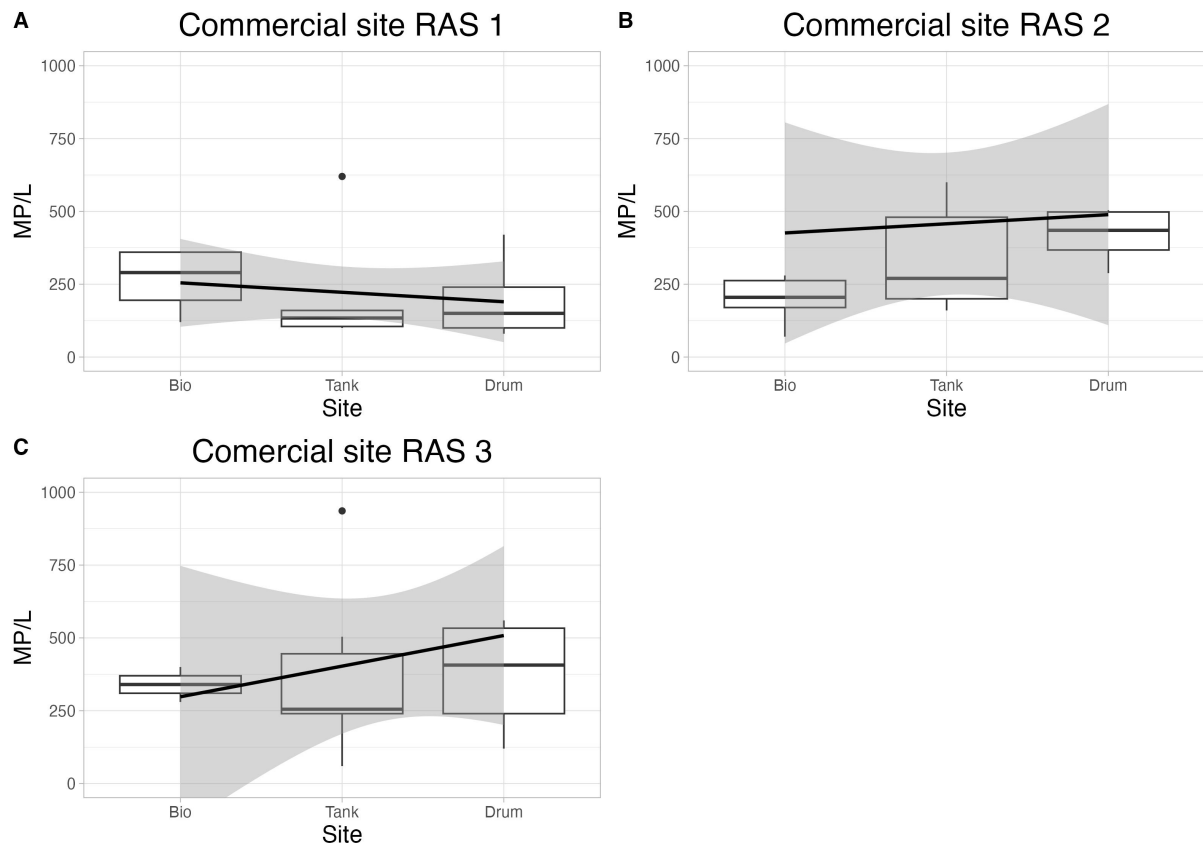 A
Commercial site RAS 1
1000
750
500
250
0
MP/L
Bio Tank Drum
Site
B
Commercial site RAS 2
1000
750
500
250
0
MP/L
Bio Tank Drum
Site
C
Comercial site RAS 3
1000
750
500
250
0
MP/L
Bio Tank Drum
Site